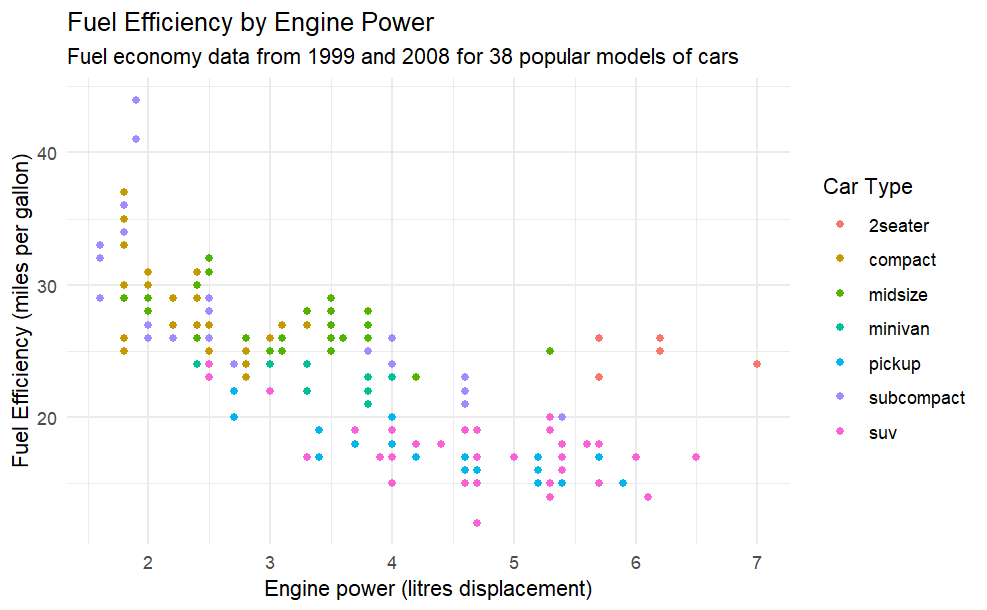 Fuel Efficiency by Engine Power
Fuel economy data from 1999 and 2008 for 38 popular models of cars
Fuel Efficiency (miles per gallon)
40
30
20
2 3 4 5 6 7
Engine power (litres displacement)
Car Type
2seater
compact
midsize
minivan
pickup
subcompact
suv